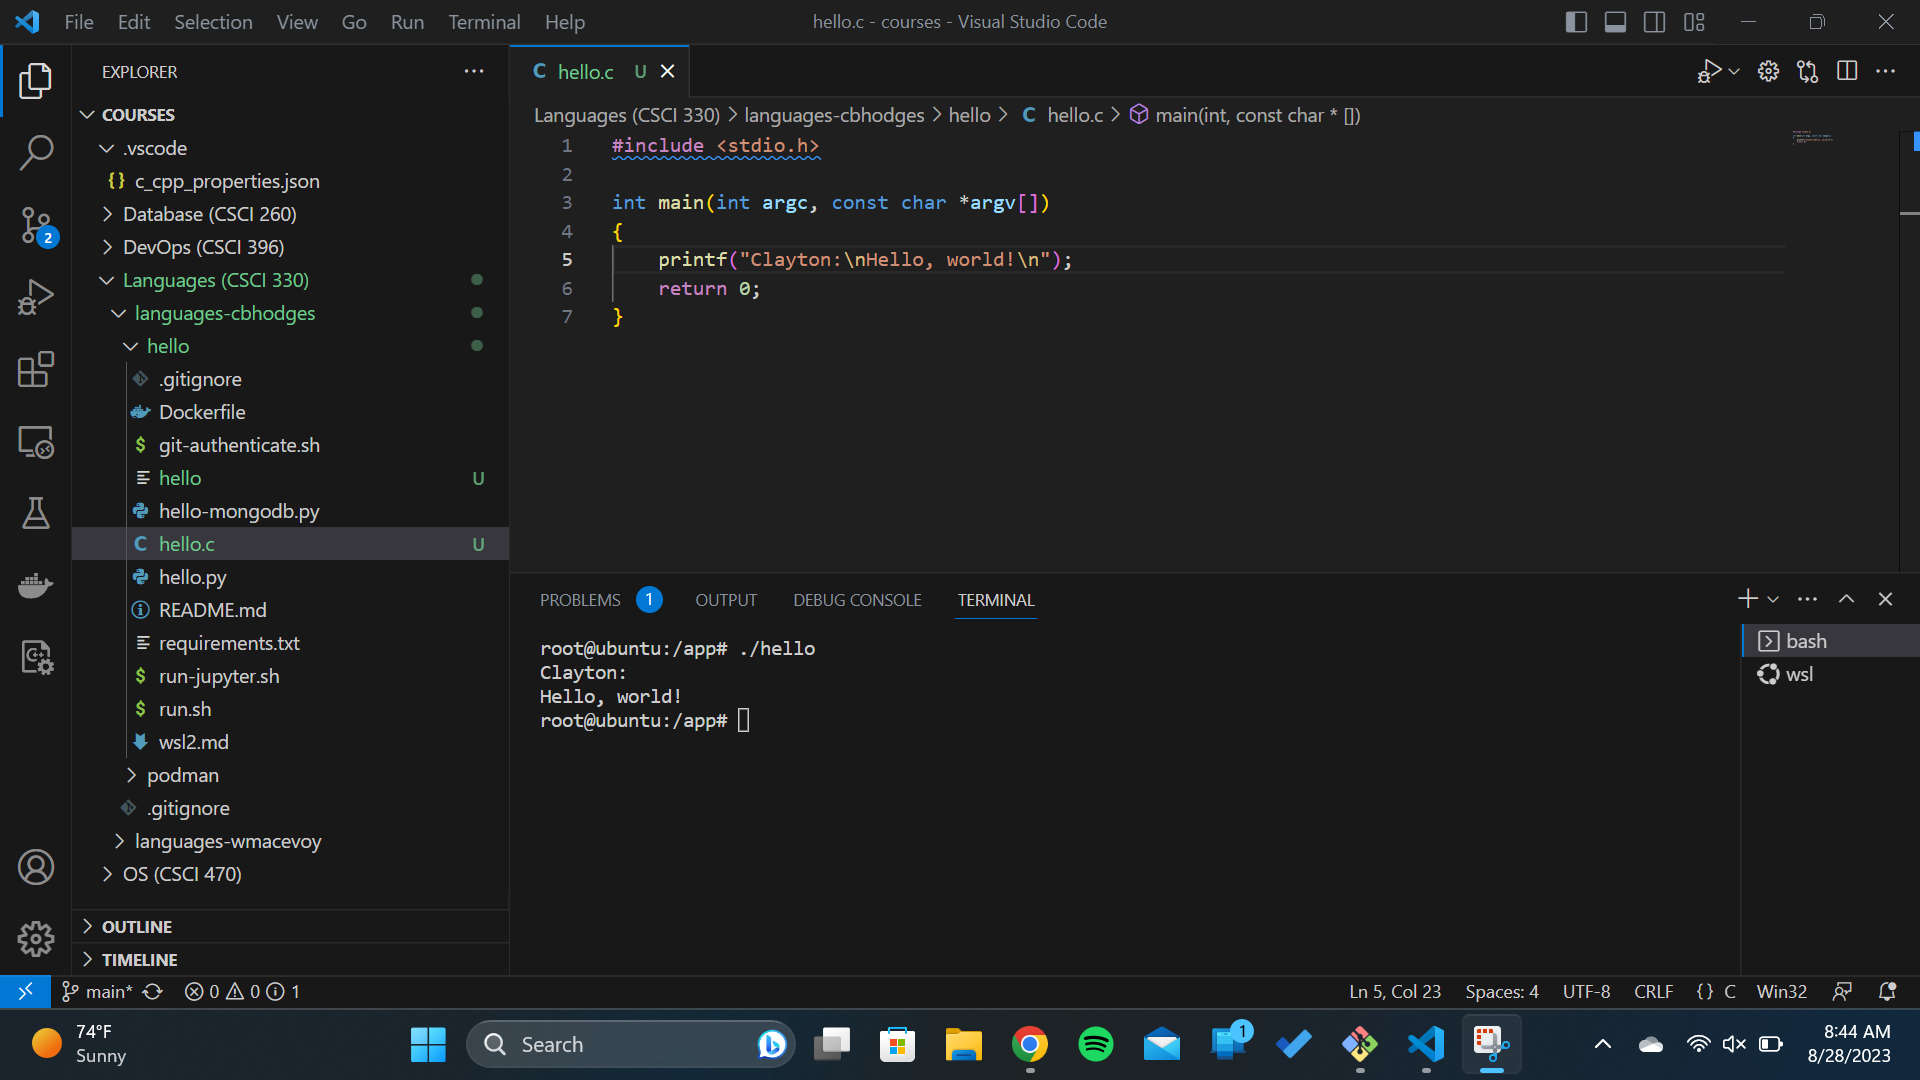 File Edit Selection View Go Run Terminal Help
hello.c - courses - Visual Studio Code
EXPLORER
COURSES
.vscode
{} c_cpp_properties.json
Database (CSCI 260)
DevOps (CSCI 396)
Languages (CSCI 330)
languages-cbhodges
hello
.gitignore
Dockerfile
$ git-authenticate.sh
hello U
hello-mongodb.py
C hello.c U
hello.py
README.md
requirements.txt
$ run-jupyter.sh
$ run.sh
wsl2.md
podman
.gitignore
languages-wmacevoy
OS (CSCI 470)
OUTLINE
TIMELINE
2
C hello.c U
Languages (CSCI 330) > languages-cbhodges > hello > C hello.c > main(int, const char * [])
1 #include <stdio.h>
2
3 int main(int argc, const char *argv[])
4 {
5 printf("Clayton:\nHello, world!\n");
6 return 0;
7 }
PROBLEMS 1 OUTPUT DEBUG CONSOLE TERMINAL
root@ubuntu:/app# ./hello
Clayton:
Hello, world!
root@ubuntu:/app#
bash
wsl
main* 0 0 1
Ln 5, Col 23 Spaces: 4 UTF-8 CRLF {} C Win32
74°F
Sunny
Search
1
8:44 AM
8/28/2023